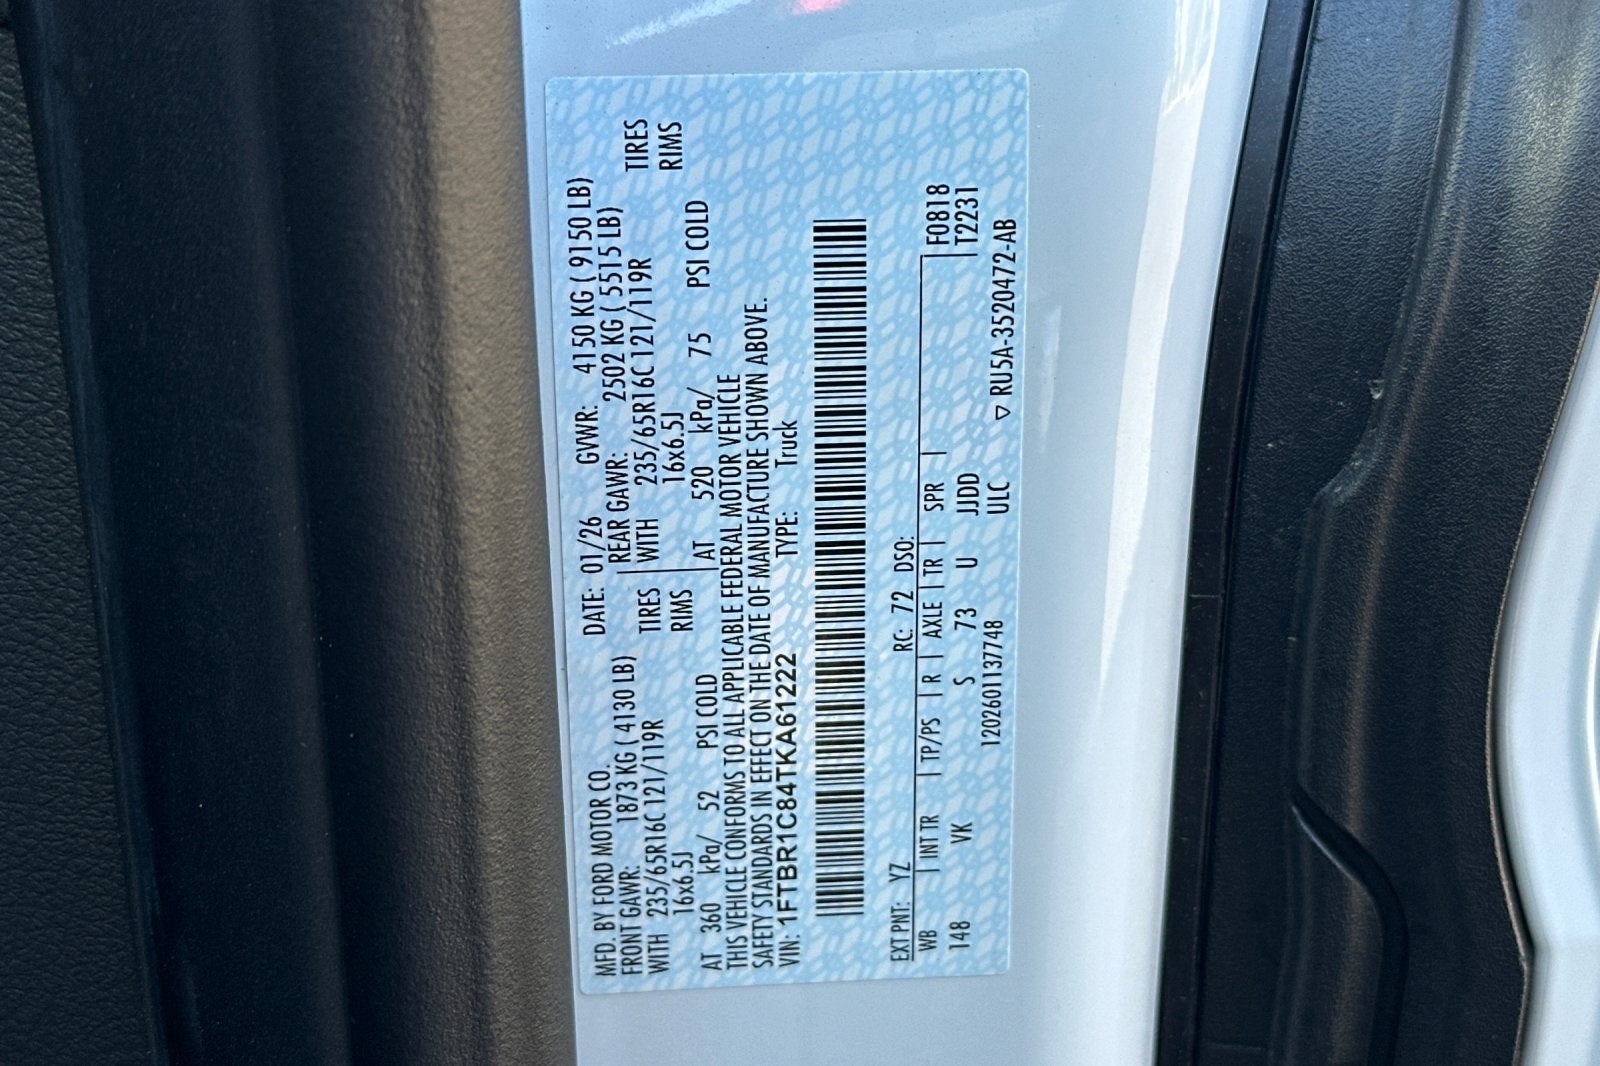 MFD. BY FORD MOTOR CO.
DATE: 01/26 GVWR: 4150 KG ( 9150 LB)
FRONT GAWR: 1873 KG ( 4130 LB) REAR GAWR: 2502 KG ( 5515 LB)
WITH 235/65R16C 121/119R TIRES WITH 235/65R16C 121/119R TIRES
16x6.5J RIMS 16x6.5J RIMS
AT 360 kPa/ 52 PSI COLD AT 520 kPa/ 75 PSI COLD
THIS VEHICLE CONFORMS TO ALL APPLICABLE FEDERAL MOTOR VEHICLE
SAFETY STANDARDS IN EFFECT ON THE DATE OF MANUFACTURE SHOWN ABOVE.
VIN: 1FTBR1C84TKA61222 TYPE: Truck
EXT PNT: YZ RC: 72 DSO:
F0818
WB INT TR TP/PS R AXLE TR SPR
T2231
148 VK S 73 U JJDD
1202601137748 ULC ▽ RU5A-3520472-AB